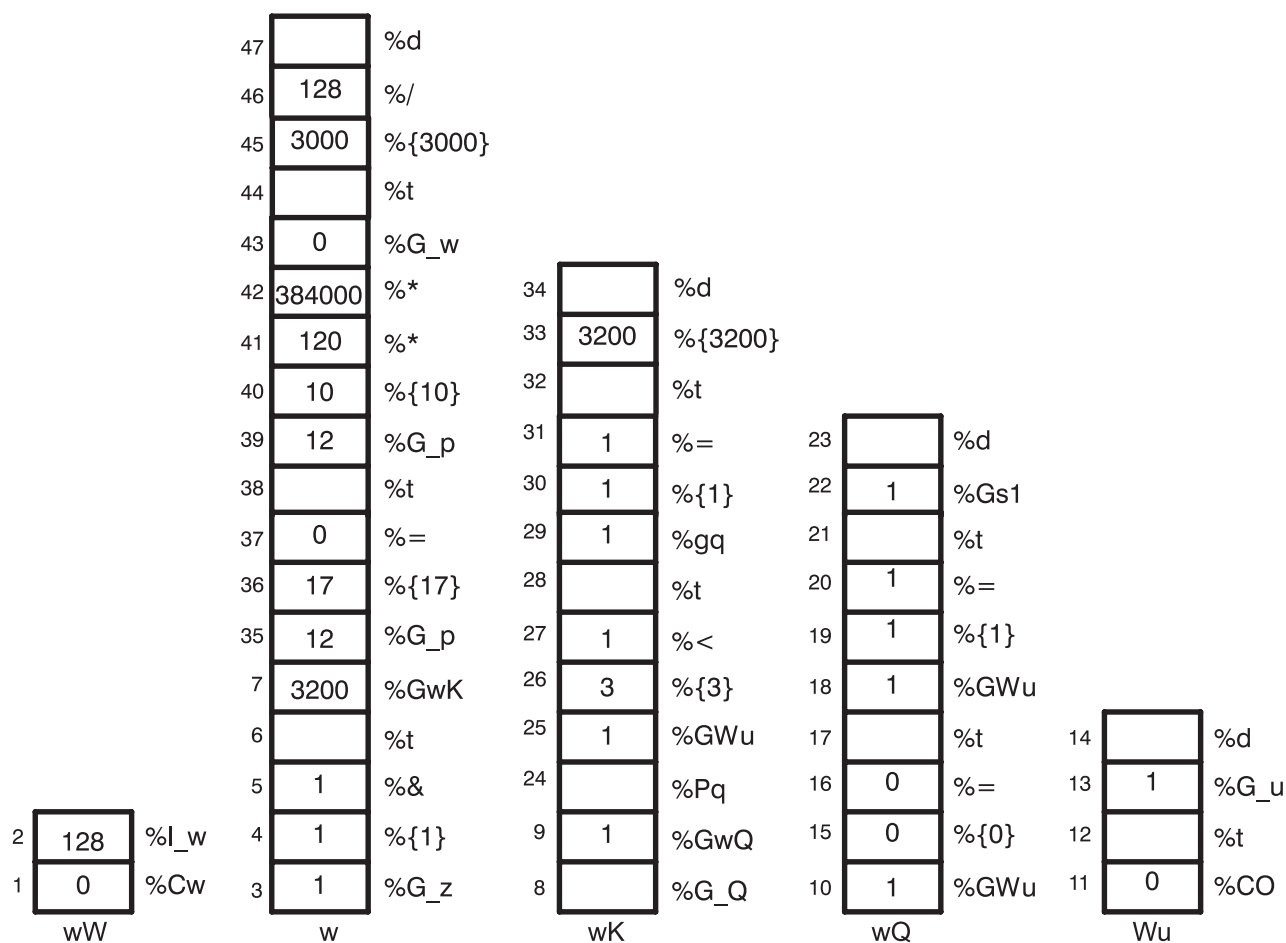 47 %d
46 128 %/
45 3000 %{3000}
44 %t
43 0 %G_w
42 384000 %*
41 120 %*
40 10 %{10}
39 12 %G_p
38 %t
37 0 %=
36 17 %{17}
35 12 %G_p
7 3200 %GwK
6 %t
5 1 %&
4 1 %{1}
3 1 %G_z
w
2 128 %I_w
1 0 %Cw
wW
34 %d
33 3200 %{3200}
32 %t
31 1 %=
30 1 %{1}
29 1 %gq
28 %t
27 1 %<
26 3 %{3}
25 1 %GWu
24 %Pq
9 1 %GwQ
8 %G_Q
wK
23 %d
22 1 %Gs1
21 %t
20 1 %=
19 1 %{1}
18 1 %GWu
17 %t
16 0 %=
15 0 %{0}
10 1 %GWu
wQ
14 %d
13 1 %G_u
12 %t
11 0 %CO
Wu